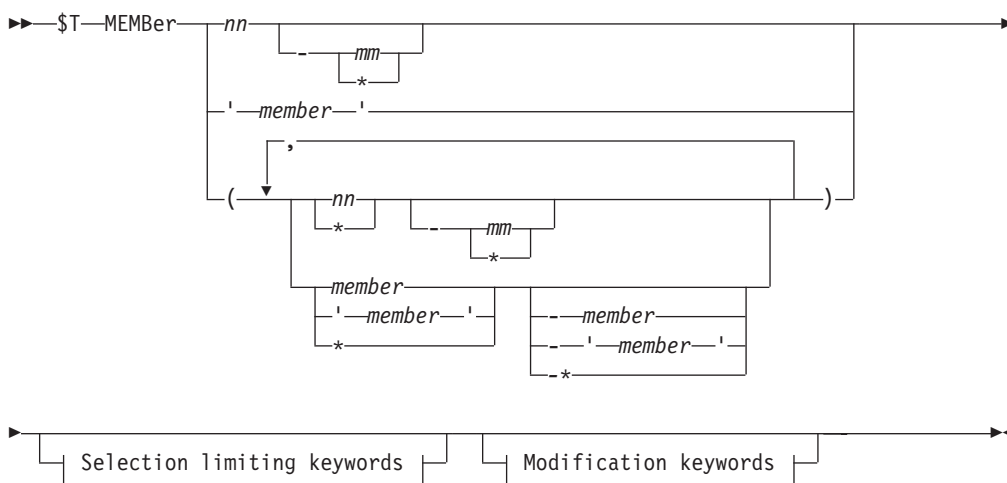 $T MEMBer nn
- mm
*
' member '
,
( nn - mm )
* *
member - member
' member ' - ' member '
* -*
Selection limiting keywords Modification keywords